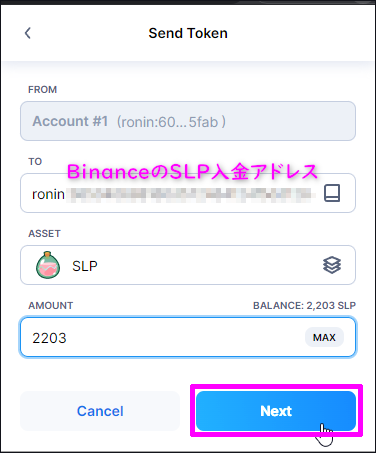 Send Token
FROM
Account #1 (ronin:60...5fab )
TO
BinanceのSLP入金アドレス
ronin
ASSET
SLP
AMOUNT BALANCE: 2,203 SLP
2203 MAX
Cancel Next